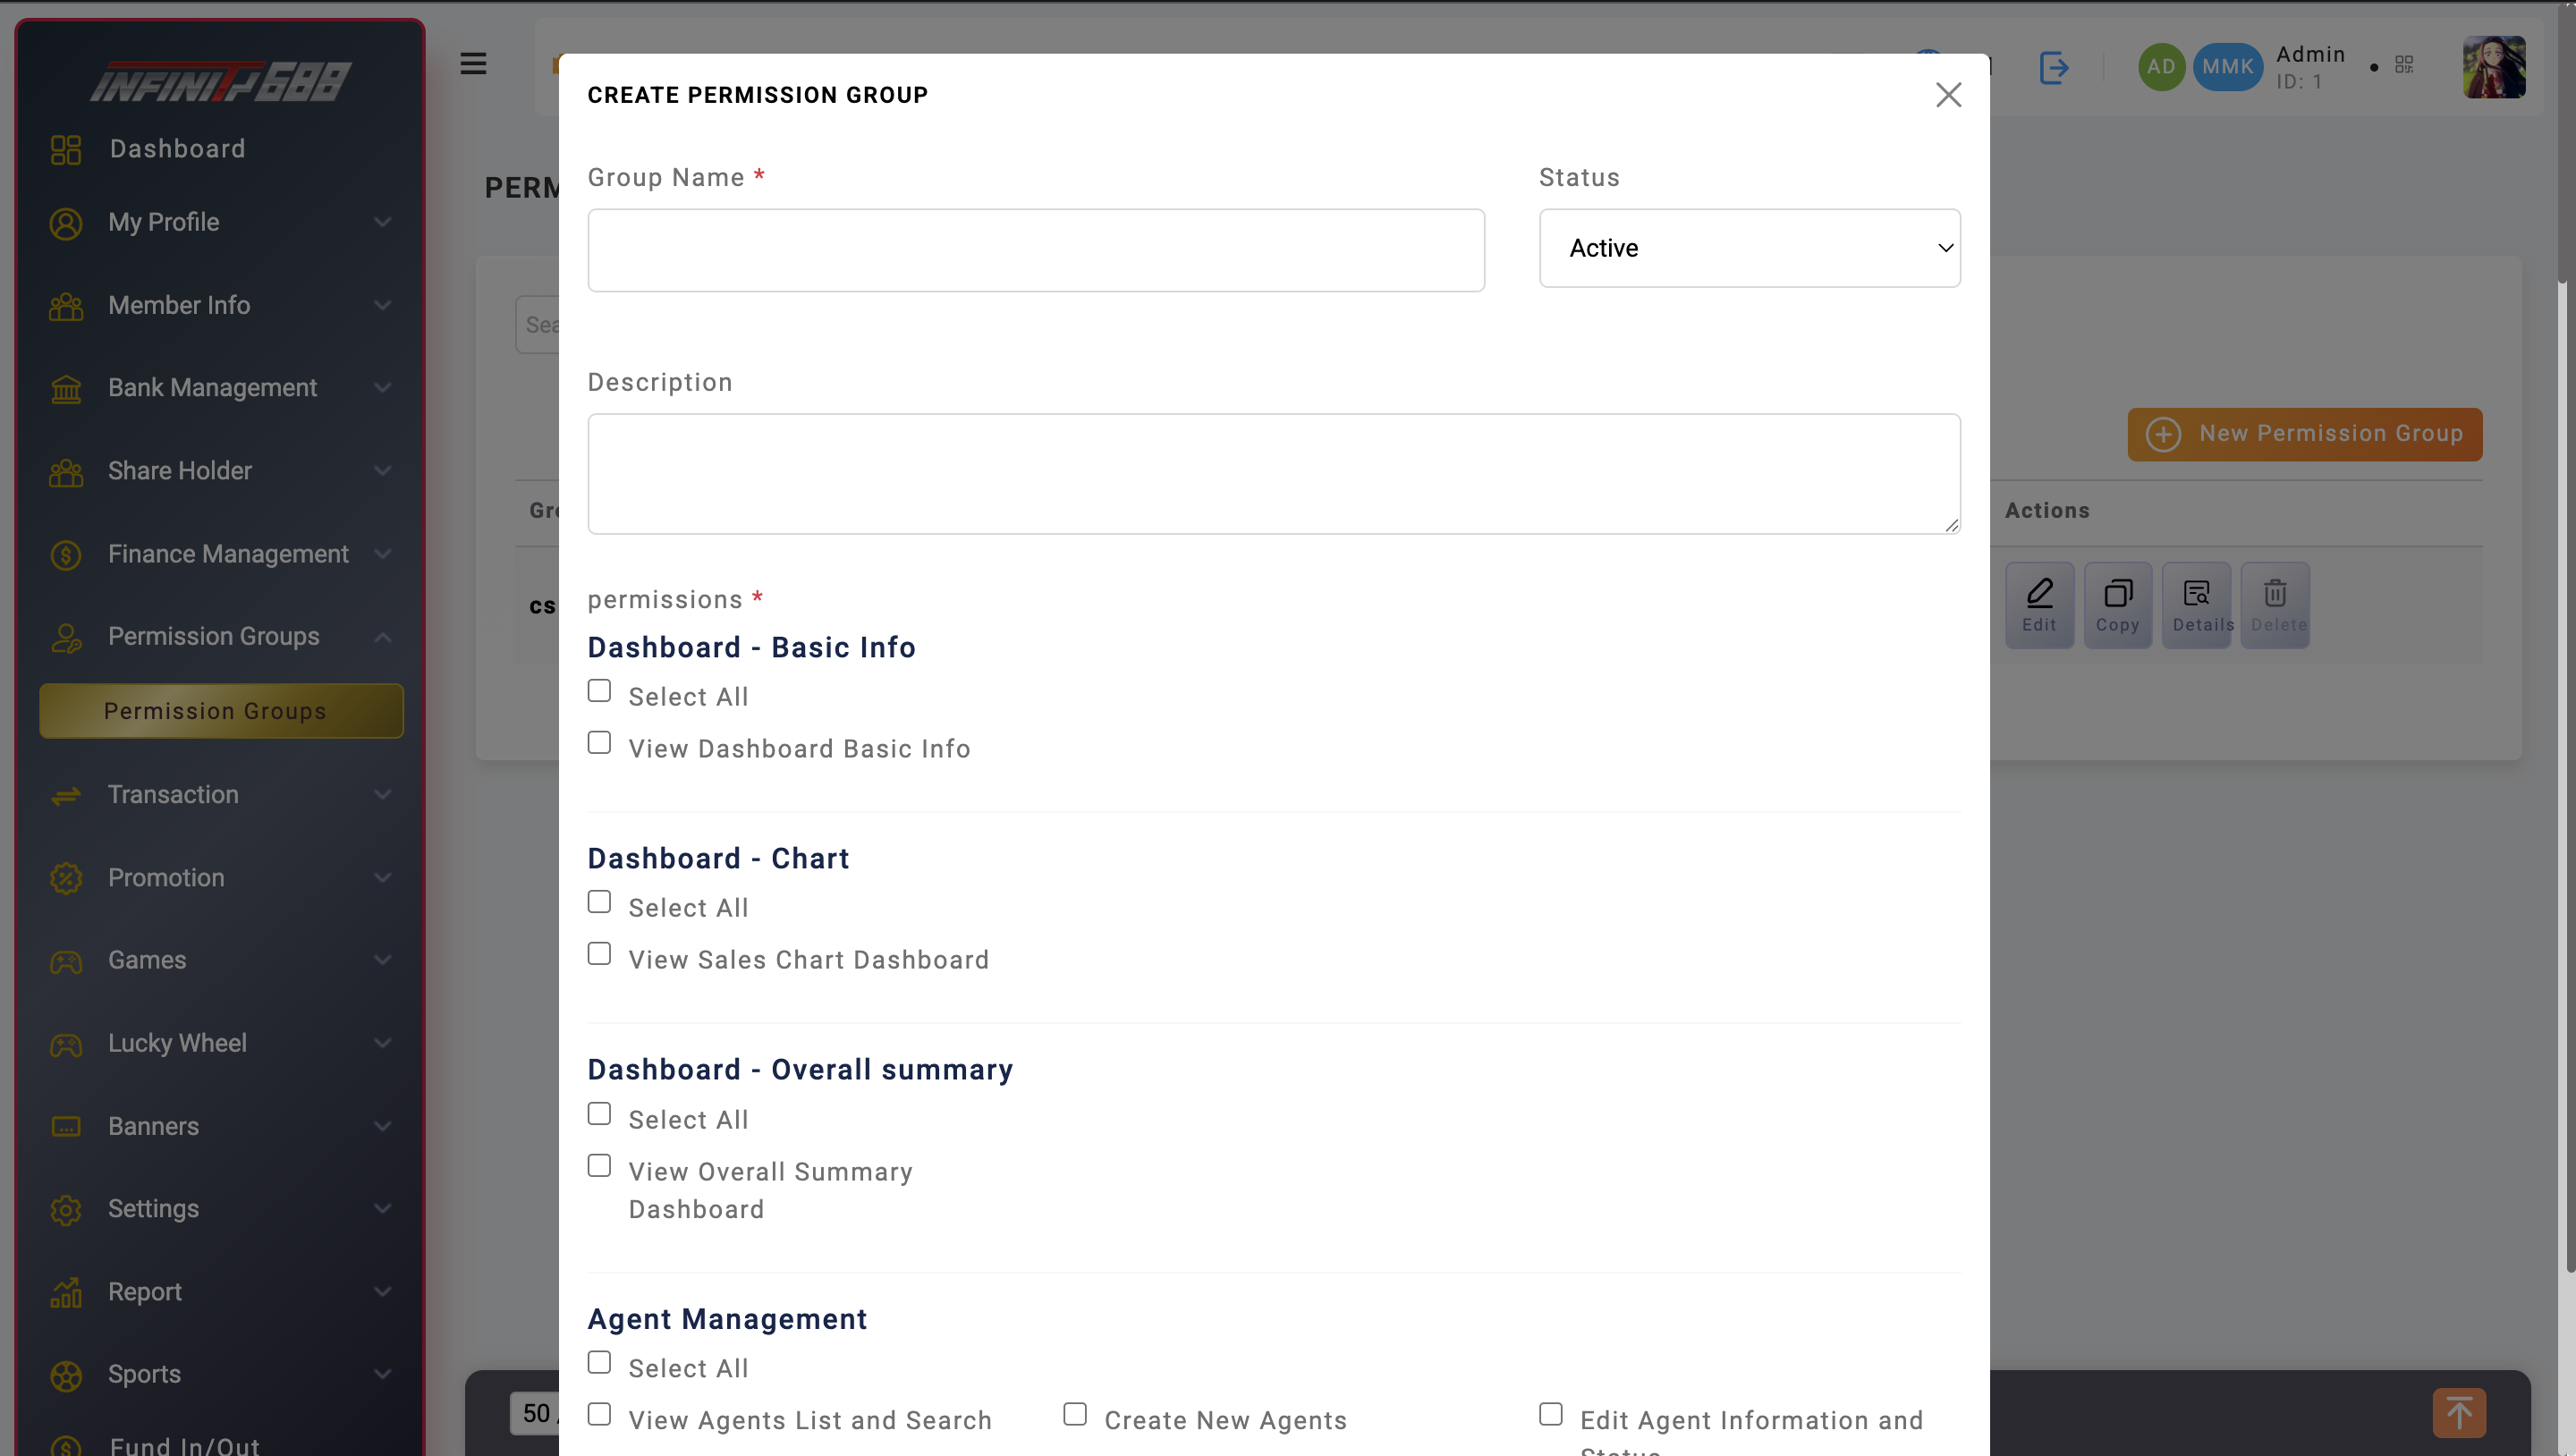 INFINITY688
Dashboard
My Profile
Member Info
Bank Management
Share Holder
Finance Management
Permission Groups
Permission Groups
Transaction
Promotion
Games
Lucky Wheel
Banners
Settings
Report
Sports
Fund In/Out
AD
MMK
Admin
ID: 1
PERM
Sea
New Permission Group
Gr
Actions
cs
Edit
Copy
Details
Delete
50
CREATE PERMISSION GROUP
Group Name *
Status
Active
Description
permissions *
Dashboard - Basic Info
Select All
View Dashboard Basic Info
Dashboard - Chart
Select All
View Sales Chart Dashboard
Dashboard - Overall summary
Select All
View Overall Summary
Dashboard
Agent Management
Select All
View Agents List and Search
Create New Agents
Edit Agent Information and
Status